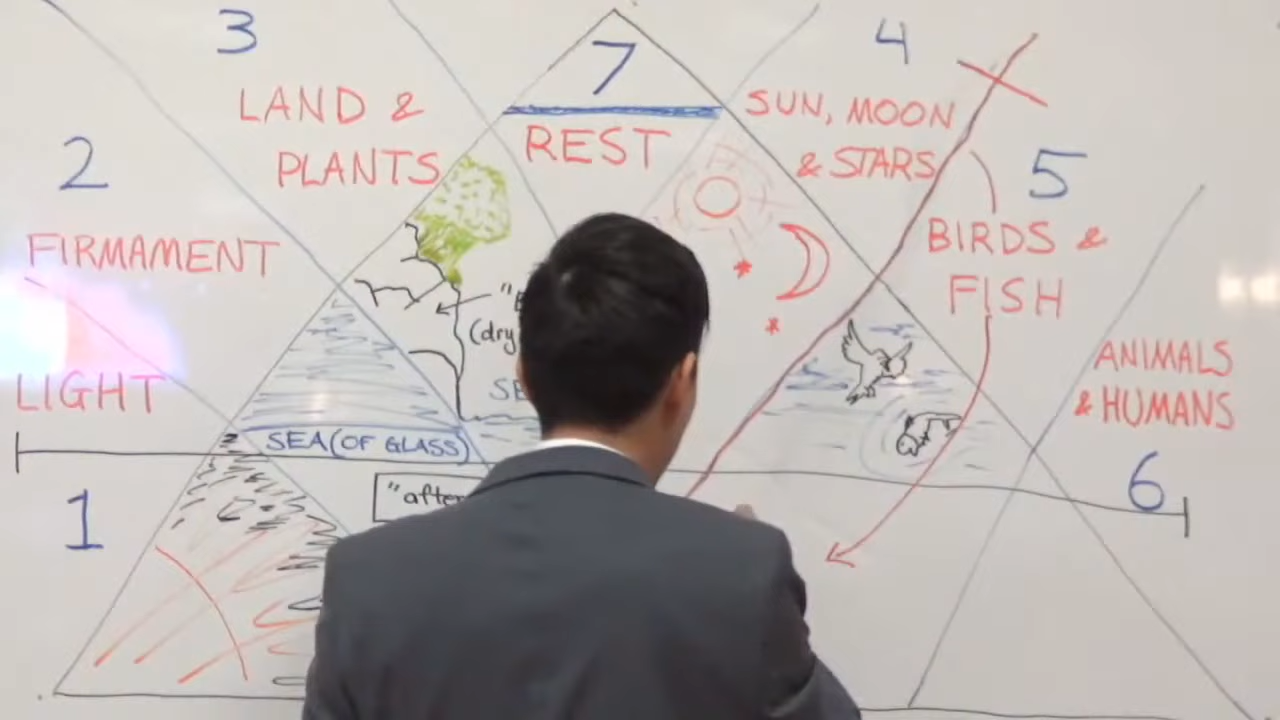 3
LAND &
PLANTS
2
FIRMAMENT
LIGHT
1
7
REST
4
SUN, MOON
& STARS
5
BIRDS &
FISH
ANIMALS
& HUMANS
6
(dry
SEA (OF GLASS)